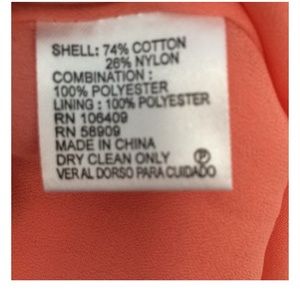 SHELL: 74% COTTON
26% NYLON
COMBINATION :
100% POLYESTER
LINING : 100% POLYESTER
RN 106409
RN 58909
MADE IN CHINA
DRY CLEAN ONLY Ⓟ
VER AL DORSO PARA CUIDADO